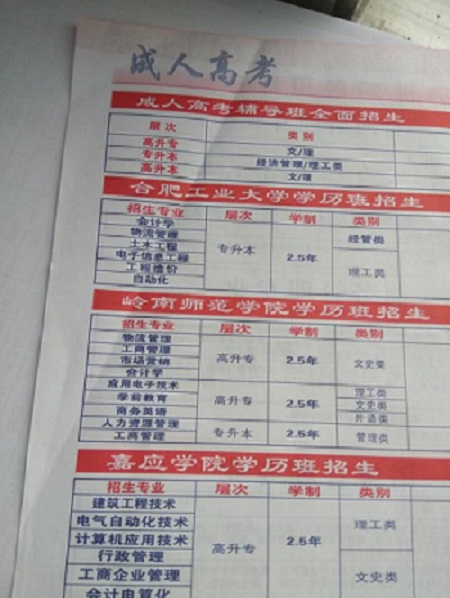 成人高考
成人高考辅导班全面招生
层次 类别
高升专 文/理
专升本 经济管理/理工类
高升本 文/理
合肥工业大学学历班招生
招生专业 层次 学制 类别
会计学
物流管理 经管类
土木工程
电子信息工程 专升本 2.5年
工程造价 理工类
自动化
岭南师范学院学历班招生
招生专业 层次 学制 类别
物流管理
工商管理
市场营销 高升专 2.5年 文史类
会计学
应用电子技术 理工类
学前教育 高升专 2.5年 文史类
商务英语 外语类
人力资源管理 专升本 2.5年 管理类
工商管理
嘉应学院学历班招生
招生专业 层次 学制 类别
建筑工程技术
电气自动化技术 理工类
计算机应用技术
行政管理 高升专 2.5年
工商企业管理 文史类
会计电算化